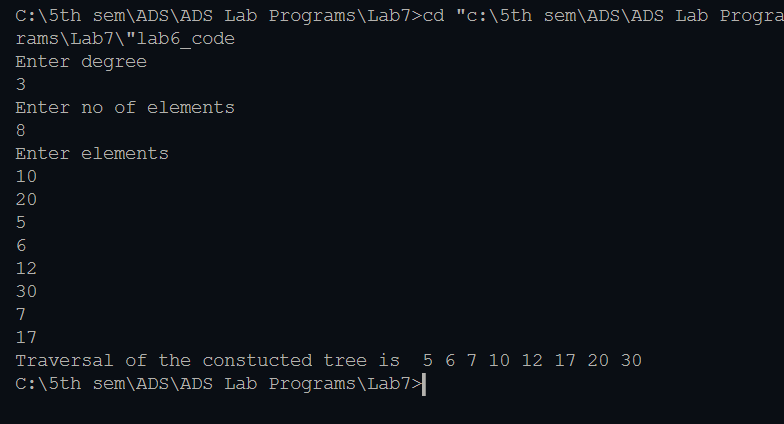 C:\5th sem\ADS\ADS Lab Programs\Lab7>cd "c:\5th sem\ADS\ADS Lab Progra
rams\Lab7\"lab6_code
Enter degree
3
Enter no of elements
8
Enter elements
10
20
5
6
12
30
7
17
Traversal of the constucted tree is  5 6 7 10 12 17 20 30
C:\5th sem\ADS\ADS Lab Programs\Lab7>